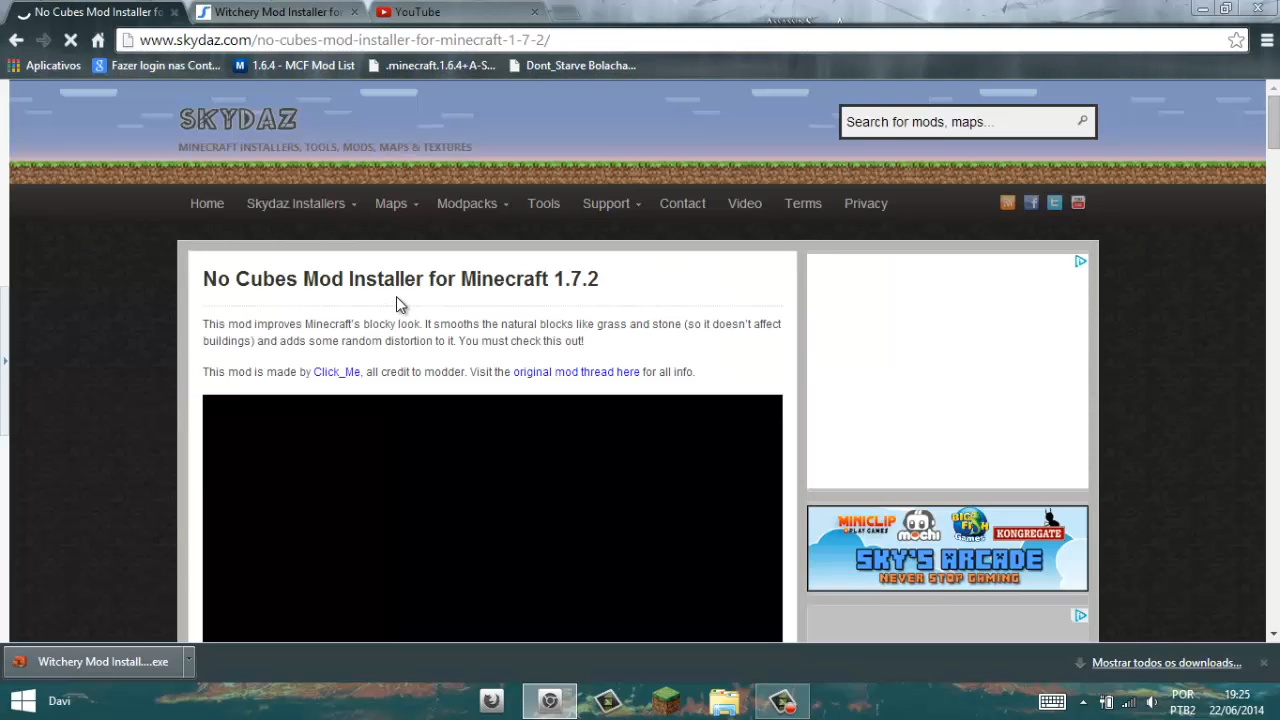 No Cubes Mod Installer fo
Witchery Mod Installer for
YouTube
www.skydaz.com/no-cubes-mod-installer-for-minecraft-1-7-2/
Aplicativos
Fazer login nas Cont...
M 1.6.4 - MCF Mod List
.minecraft.1.6.4+A-S...
Dont_Starve Bolacha...
SKYDAZ
MINECRAFT INSTALLERS, TOOLS, MODS, MAPS & TEXTURES
Search for mods, maps...
Home
Skydaz Installers
Maps
Modpacks
Tools
Support
Contact
Video
Terms
Privacy
No Cubes Mod Installer for Minecraft 1.7.2
This mod improves Minecraft's blocky look. It smooths the natural blocks like grass and stone (so it doesn't affect
buildings) and adds some random distortion to it. You must check this out!
This mod is made by Click_Me, all credit to modder. Visit the original mod thread here for all info.
MINICLIP
PLAY GAMES
mochi
BIG FISH
Games
KONGREGATE
SKY'S ARCADE
NEVER STOP GAMING
Witchery Mod Install....exe
Mostrar todos os downloads...
Davi
POR
PTB2
19:25
22/06/2014